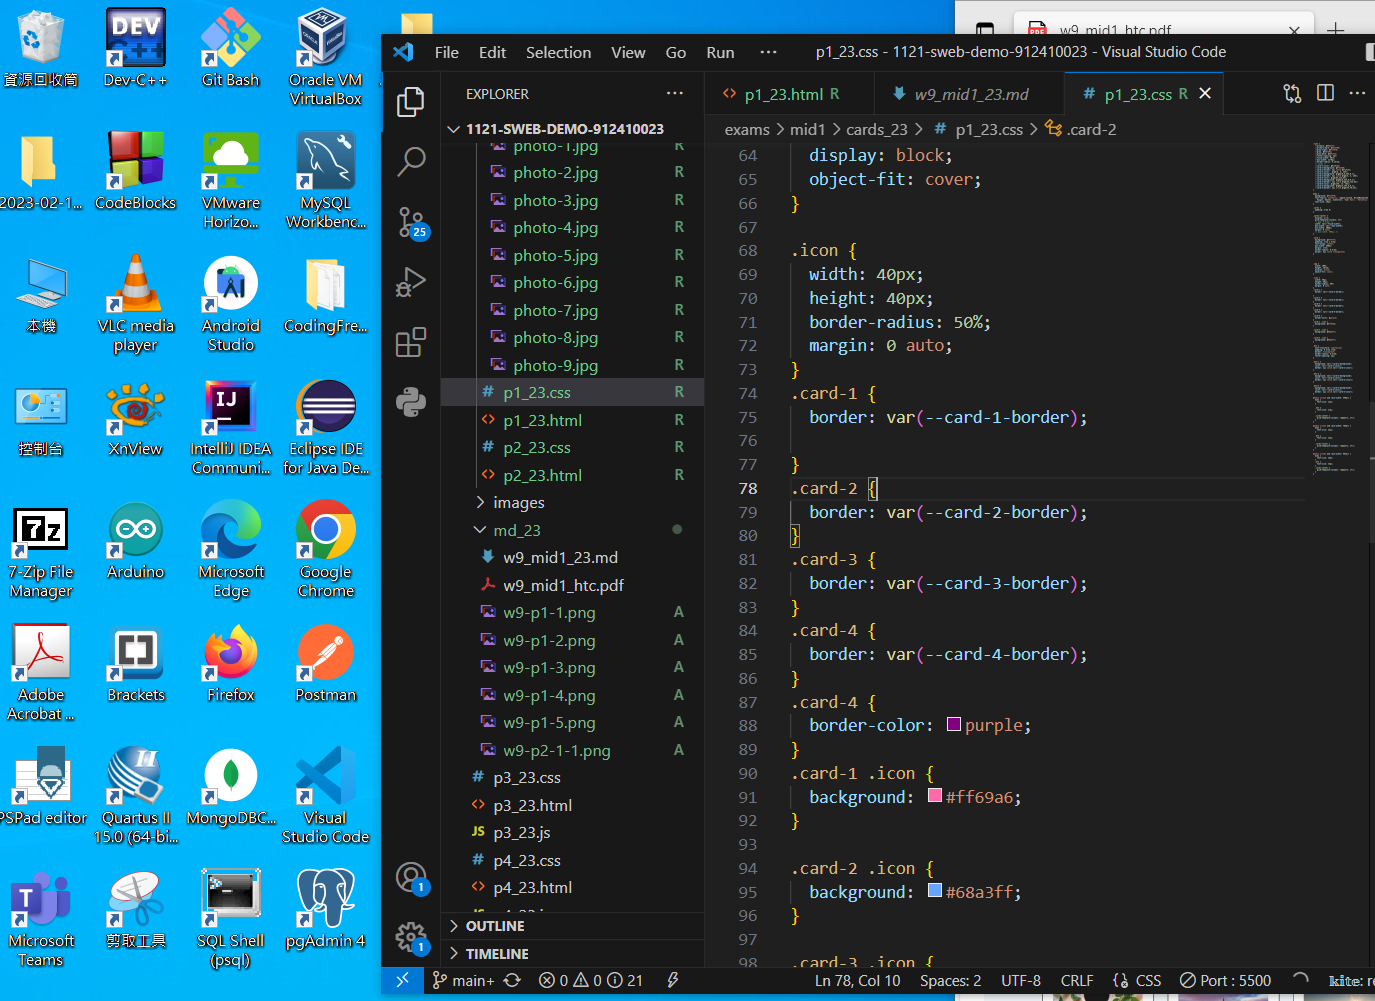 資源回收筒
Dev-C++
Git Bash
Oracle VM
VirtualBox
2023-02-1...
CodeBlocks
VMware
Horizo...
MySQL
Workbenc...
本機
VLC media
player
Android
Studio
CodingFre...
控制台
XnView
IntelliJ IDEA
Communi...
Eclipse IDE
for Java De...
7-Zip File
Manager
Arduino
Microsoft
Edge
Google
Chrome
Adobe
Acrobat ...
Brackets
Firefox
Postman
PSPad editor
Quartus II
15.0 (64-bi...
MongoDBC...
Visual
Studio Code
Microsoft
Teams
剪取工具
SQL Shell
(psql)
pgAdmin 4
w9_mid1_htc.pdf
File Edit Selection View Go Run ···
p1_23.css - 1121-sweb-demo-912410023 - Visual Studio Code
EXPLORER
1121-SWEB-DEMO-912410023
photo-1.jpg R
photo-2.jpg R
photo-3.jpg R
photo-4.jpg R
photo-5.jpg R
photo-6.jpg R
photo-7.jpg R
photo-8.jpg R
photo-9.jpg R
# p1_23.css R
<> p1_23.html R
# p2_23.css R
<> p2_23.html R
images
md_23
w9_mid1_23.md
w9_mid1_htc.pdf
w9-p1-1.png A
w9-p1-2.png A
w9-p1-3.png A
w9-p1-4.png A
w9-p1-5.png A
w9-p2-1-1.png A
# p3_23.css
<> p3_23.html
JS p3_23.js
# p4_23.css
<> p4_23.html
OUTLINE
TIMELINE
25
1
1
<> p1_23.html R
w9_mid1_23.md
# p1_23.css R
exams > mid1 > cards_23 > # p1_23.css > .card-2
64 display: block;
65 object-fit: cover;
66 }
67
68 .icon {
69 width: 40px;
70 height: 40px;
71 border-radius: 50%;
72 margin: 0 auto;
73 }
74 .card-1 {
75 border: var(--card-1-border);
76
77 }
78 .card-2 {
79 border: var(--card-2-border);
80 }
81 .card-3 {
82 border: var(--card-3-border);
83 }
84 .card-4 {
85 border: var(--card-4-border);
86 }
87 .card-4 {
88 border-color: purple;
89 }
90 .card-1 .icon {
91 background: #ff69a6;
92 }
93
94 .card-2 .icon {
95 background: #68a3ff;
96 }
97
98 .card-3 .icon {
main+ 0 0 21 Ln 78, Col 10 Spaces: 2 UTF-8 CRLF {} CSS Port : 5500 kite: re